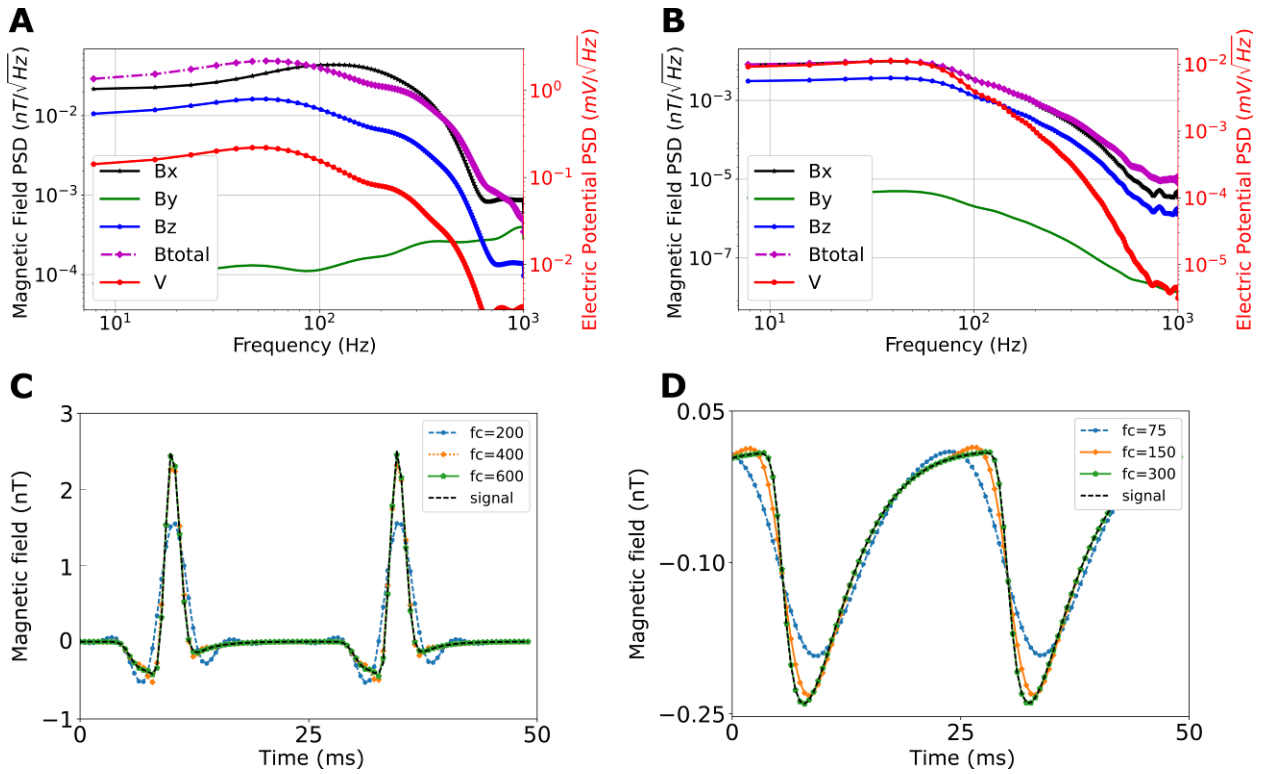 A
Magnetic Field PSD (nT/√Hz)
10⁻²
10⁻³
10⁻⁴
Bx
By
Bz
Btotal
V
10¹
10²
10³
Frequency (Hz)
10⁰
10⁻¹
10⁻²
Electric Potential PSD (mV/√Hz)
B
Magnetic Field PSD (nT/√Hz)
10⁻³
10⁻⁵
10⁻⁷
Bx
By
Bz
Btotal
V
10¹
10²
10³
Frequency (Hz)
10⁻²
10⁻³
10⁻⁴
10⁻⁵
Electric Potential PSD (mV/√Hz)
C
Magnetic field (nT)
3
2
1
0
−1
fc=200
fc=400
fc=600
signal
0
25
50
Time (ms)
D
Magnetic field (nT)
0.05
−0.10
−0.25
fc=75
fc=150
fc=300
signal
0
25
50
Time (ms)